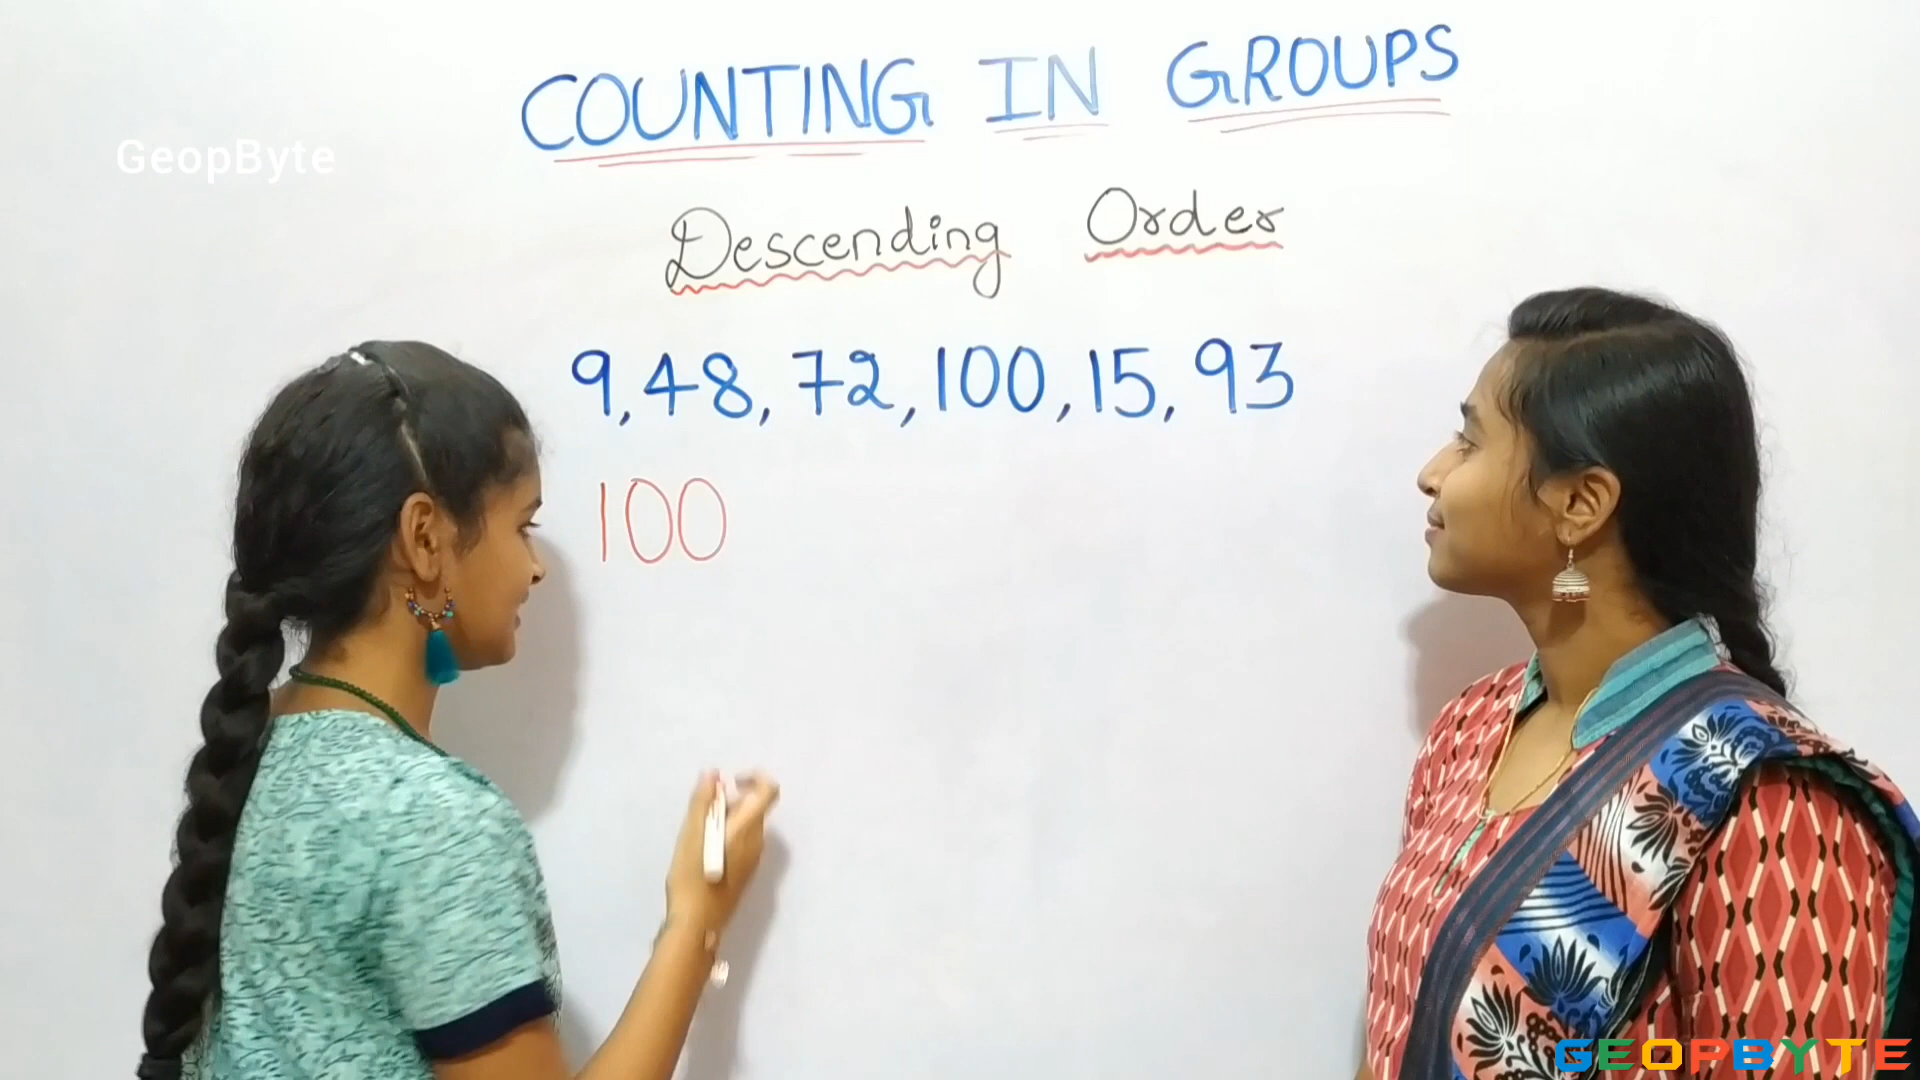 COUNTING IN GROUPS
GeopByte
Descending Order
9, 48, 72, 100, 15, 93
100
GEOPBYTE